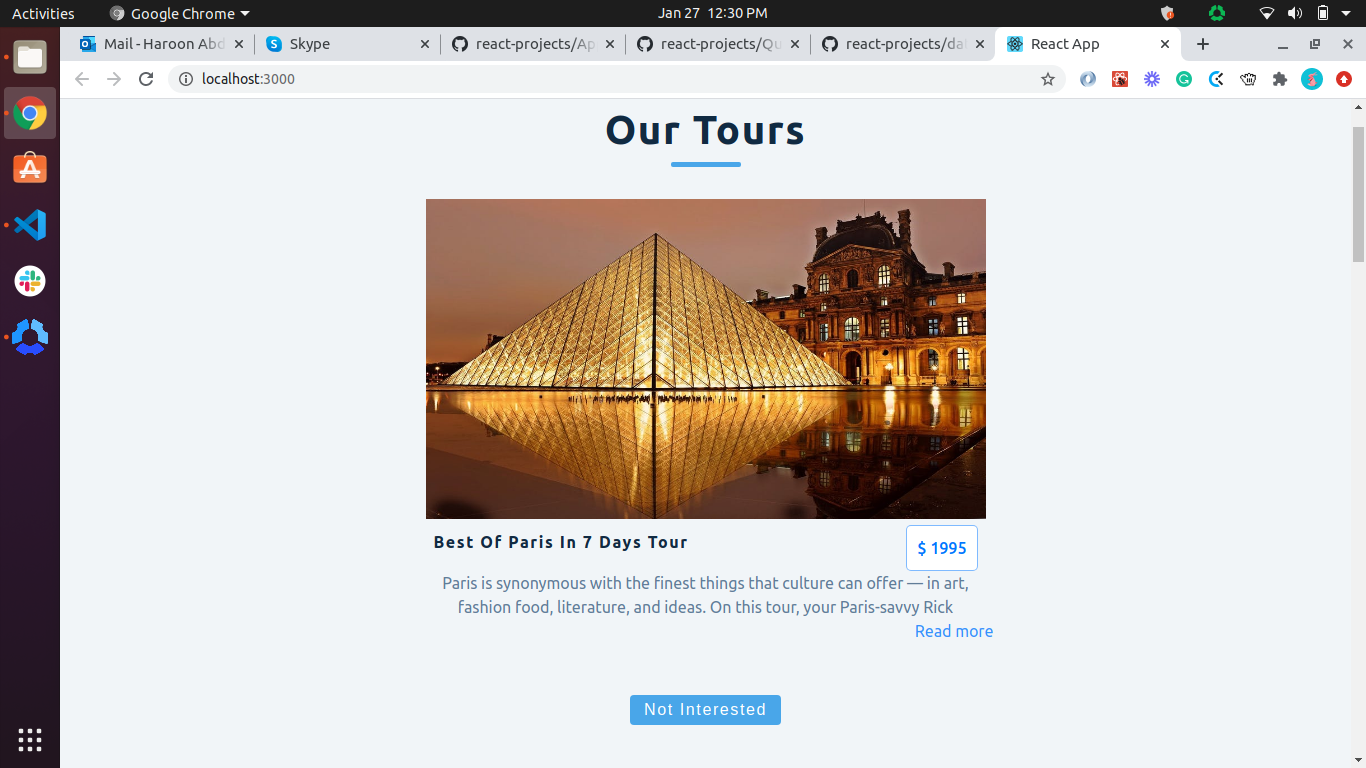 Activities
Google Chrome
Jan 27 12:30 PM
Mail - Haroon Abd
Skype
react-projects/Ap
react-projects/Qu
react-projects/da
React App
localhost:3000
Our Tours
Best Of Paris In 7 Days Tour
$ 1995
Paris is synonymous with the finest things that culture can offer — in art,
fashion food, literature, and ideas. On this tour, your Paris-savvy Rick
Read more
Not Interested